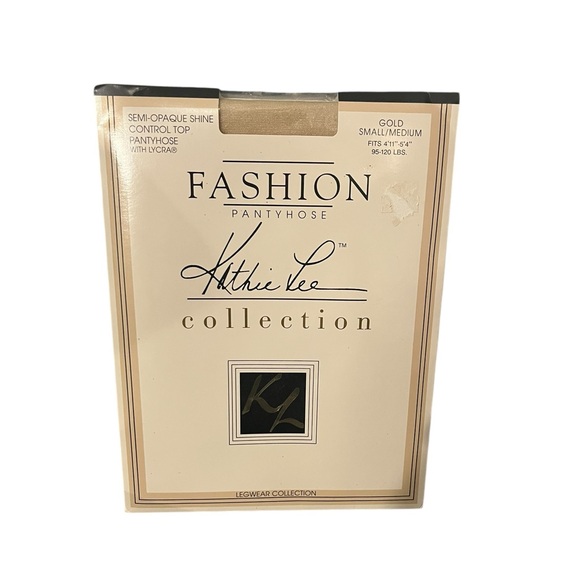 SEMI-OPAQUE SHINE
CONTROL TOP
PANTYHOSE
WITH LYCRA®
GOLD
SMALL/MEDIUM
FITS 4'11"-5'4"
95-120 LBS.
FASHION
PANTYHOSE
Kathie Lee™
collection
KL
LEGWEAR COLLECTION